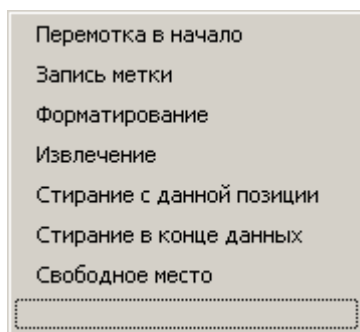 Перемотка в начало
Запись метки
Форматирование
Извлечение
Стирание с данной позиции
Стирание в конце данных
Свободное место